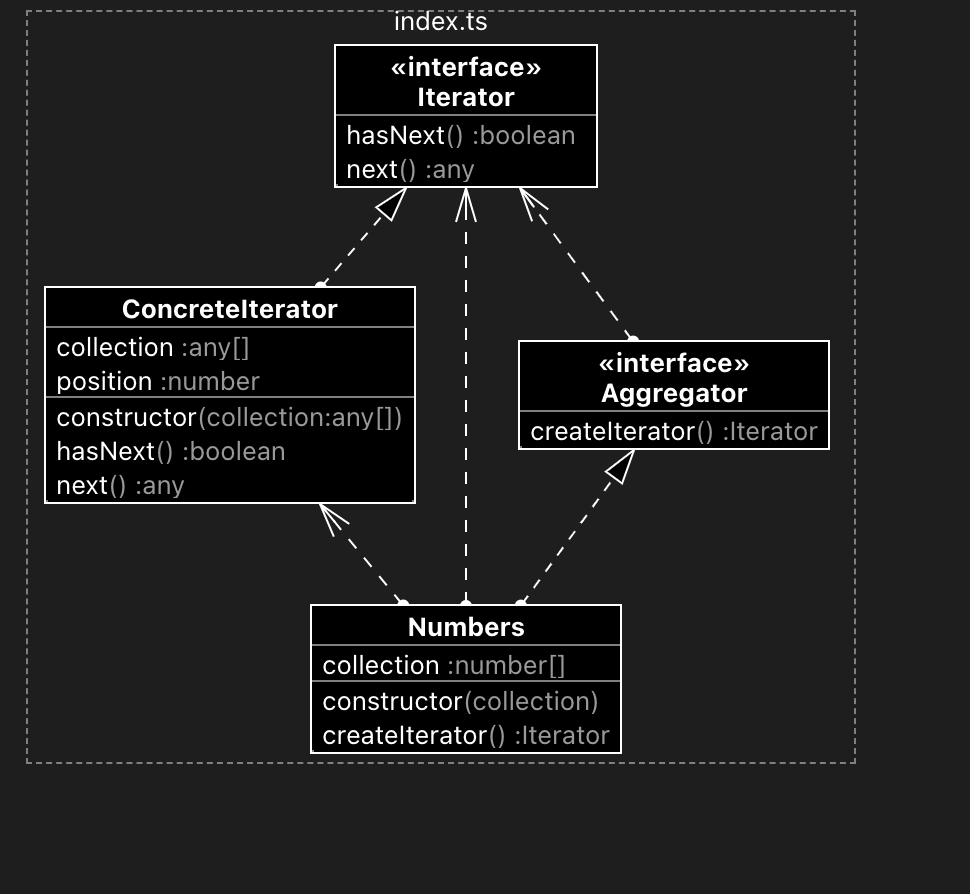 index.ts
«interface»
Iterator
hasNext() :boolean
next() :any
ConcreteIterator
collection :any[]
position :number
constructor(collection:any[])
hasNext() :boolean
next() :any
«interface»
Aggregator
createIterator() :Iterator
Numbers
collection :number[]
constructor(collection)
createIterator() :Iterator